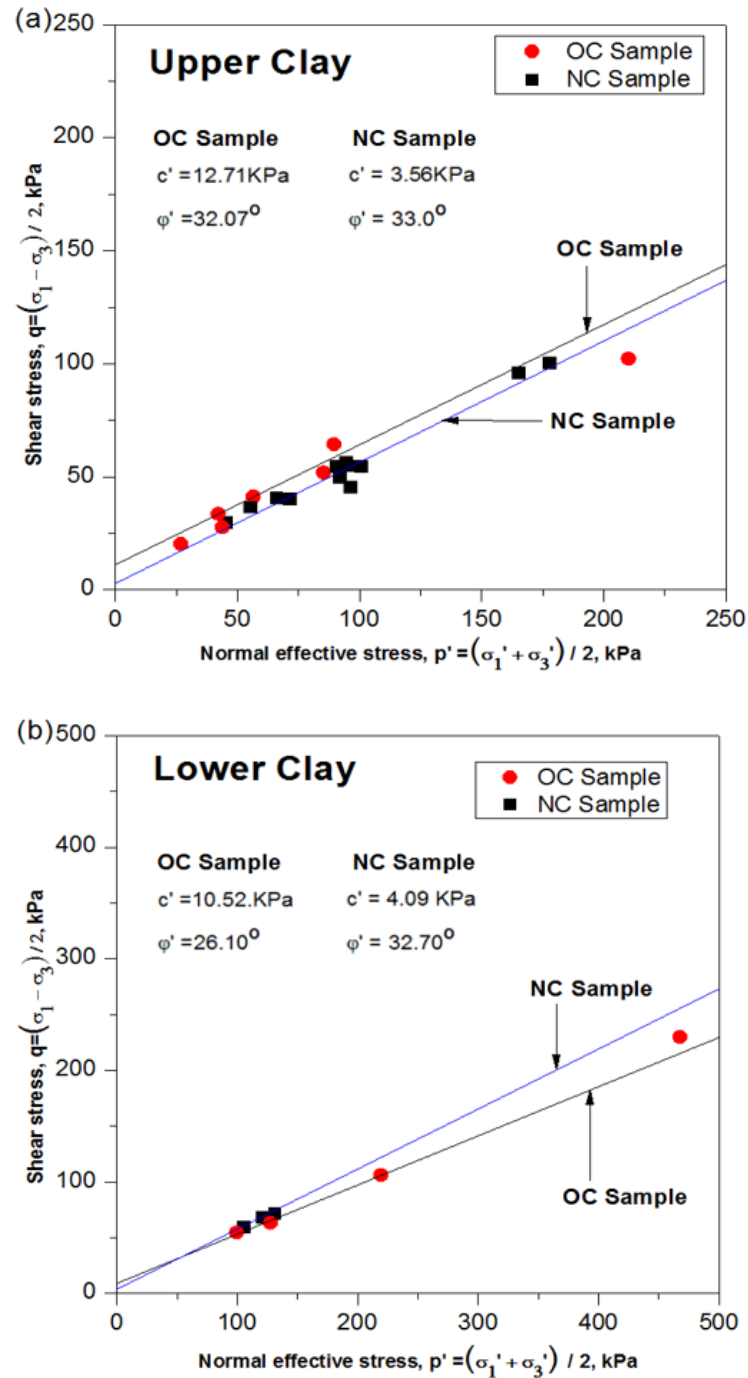 (a)
250
200
150
100
50
0
Shear stress, q=(σ₁ − σ₃) / 2, kPa
Upper Clay
OC Sample
NC Sample
OC Sample NC Sample
c' =12.71KPa c' = 3.56KPa
φ' =32.07° φ' =33.0°
OC Sample
NC Sample
0 50 100 150 200 250
Normal effective stress, p' =(σ₁' + σ₃') / 2, kPa
(b)
500
400
300
200
100
0
Shear stress, q=(σ₁ − σ₃) / 2, kPa
Lower Clay
OC Sample
NC Sample
OC Sample NC Sample
c' =10.52.KPa c' = 4.09 KPa
φ' =26.10° φ' =32.70°
NC Sample
OC Sample
0 100 200 300 400 500
Normal effective stress, p' =(σ₁' + σ₃') / 2, kPa